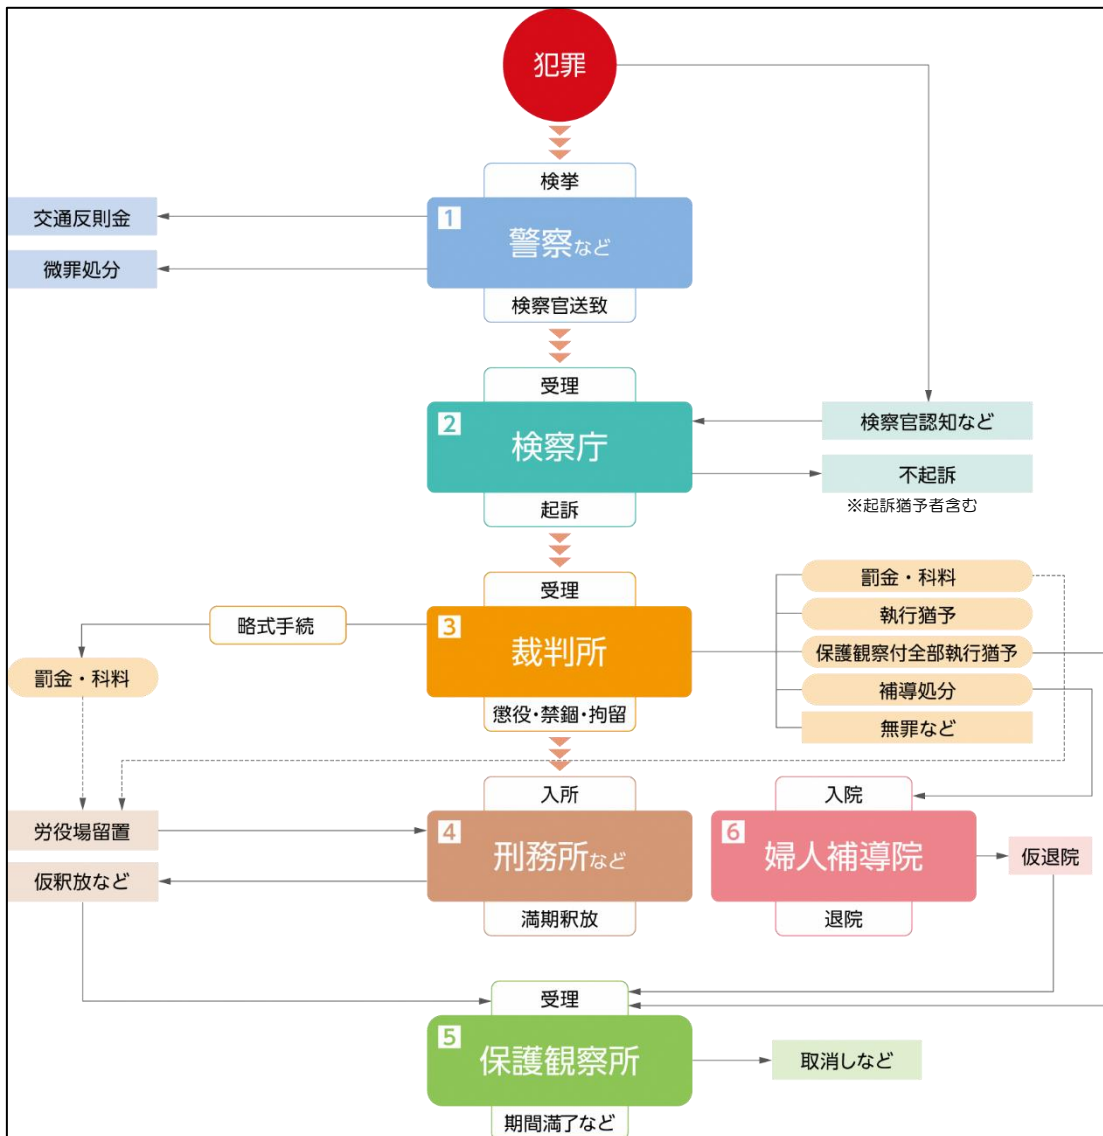 犯罪
検挙
1
警察など
検察官送致
交通反則金
微罪処分
受理
2
検察庁
起訴
検察官認知など
不起訴
※起訴猶予者含む
受理
3
裁判所
懲役・禁錮・拘留
略式手続
罰金・科料
罰金・科料
執行猶予
保護観察付全部執行猶予
補導処分
無罪など
入所
4
刑務所など
満期釈放
労役場留置
仮釈放など
入院
6
婦人補導院
退院
仮退院
受理
5
保護観察所
期間満了など
取消しなど